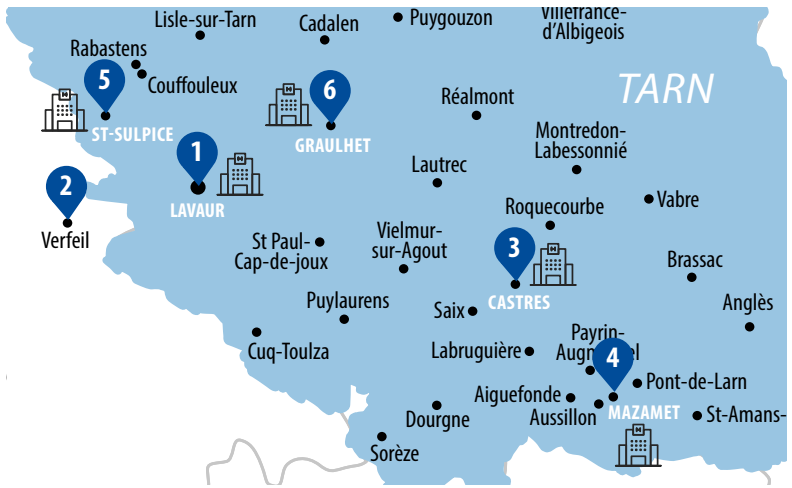 Lisle-sur-Tarn
Cadalen
Puygouzon
Villefrance-
d'Albigeois
Rabastens
5
Couffouleux
ST-SULPICE
6
GRAULHET
Réalmont
TARN
Montredon-
Labessonnié
1
LAVAUR
Lautrec
2
Verfeil
Vabre
Roquecourbe
St Paul-
Cap-de-joux
Vielmur-
sur-Agout
3
CASTRES
Brassac
Puylaurens
Saix
Anglès
Cuq-Toulza
Labruguière
Payrin-
4
Pont-de-Larn
Aiguefonde
MAZAMET
Aussillon
St-Amans-
Dourgne
Sorèze
H
H
H
H
H